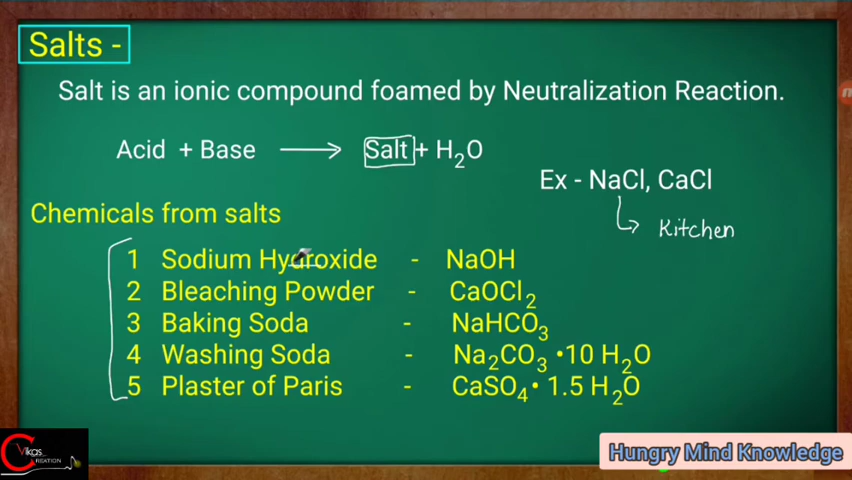 Salts -
Salt is an ionic compound foamed by Neutralization Reaction.
Acid + Base ⟶ Salt + H₂O
Ex - NaCl, CaCl
Kitchen
Chemicals from salts
1 Sodium Hydroxide - NaOH
2 Bleaching Powder - CaOCl₂
3 Baking Soda - NaHCO₃
4 Washing Soda - Na₂CO₃ •10 H₂O
5 Plaster of Paris - CaSO₄• 1.5 H₂O
Vikas
CREATION
Hungry Mind Knowledge